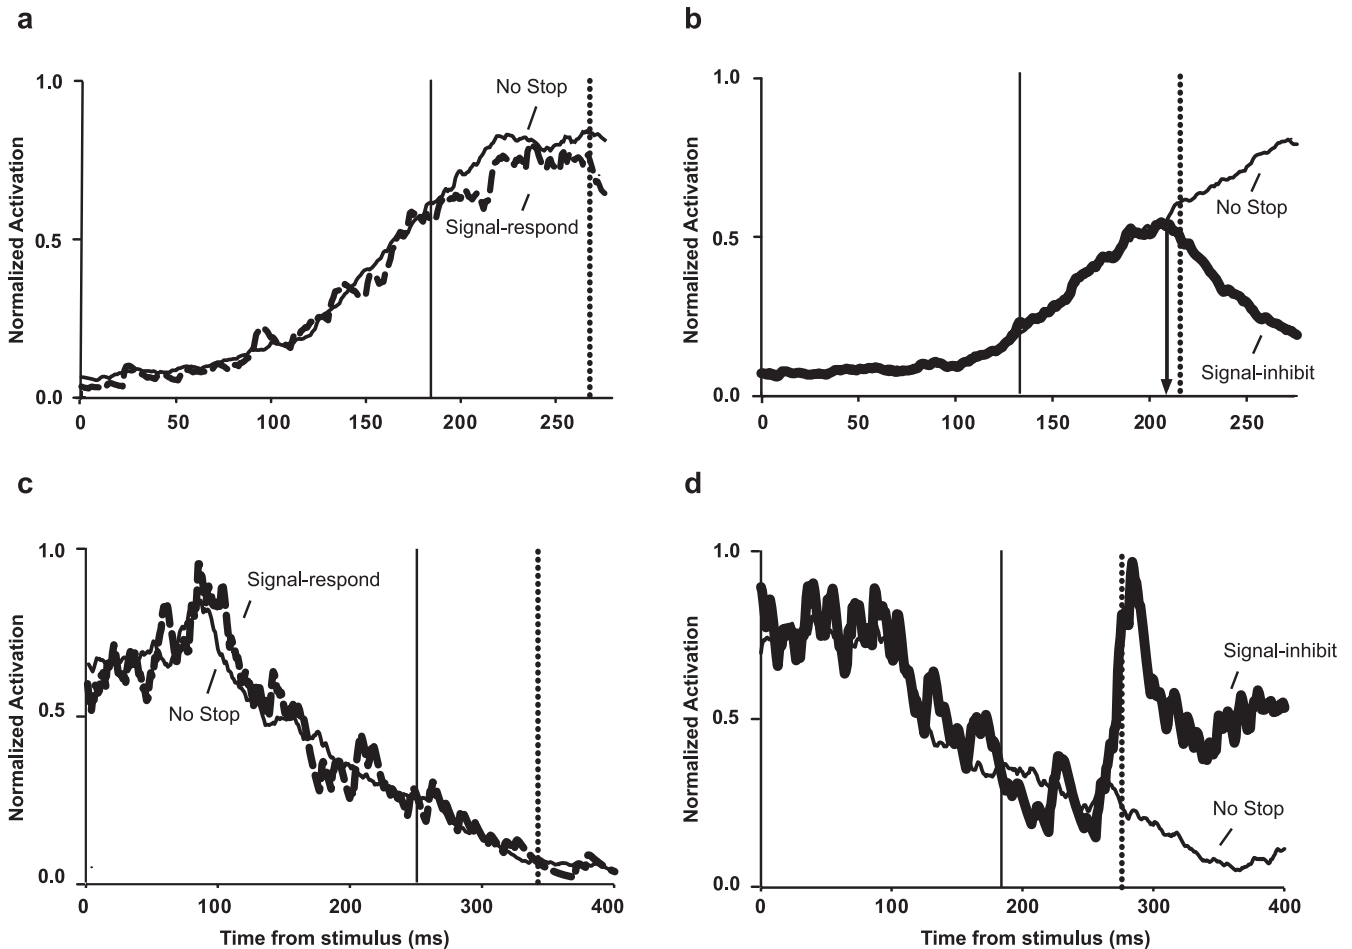 a
1.0
0.5
0.0
Normalized Activation
No Stop
Signal-respond
0 50 100 150 200 250
b
1.0
0.5
0.0
Normalized Activation
No Stop
Signal-inhibit
0 50 100 150 200 250
c
1.0
0.5
0.0
Normalized Activation
Signal-respond
No Stop
0 100 200 300 400
Time from stimulus (ms)
d
1.0
0.5
0.0
Normalized Activation
Signal-inhibit
No Stop
0 100 200 300 400
Time from stimulus (ms)